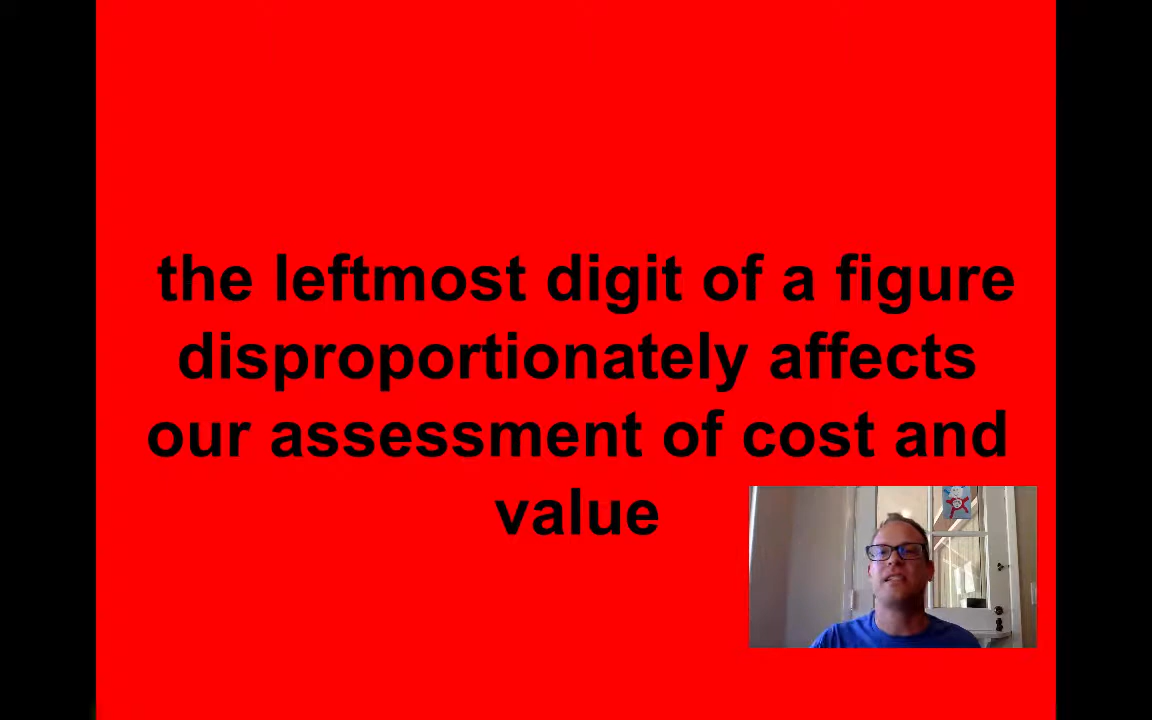 the leftmost digit of a figure
disproportionately affects
our assessment of cost and
value